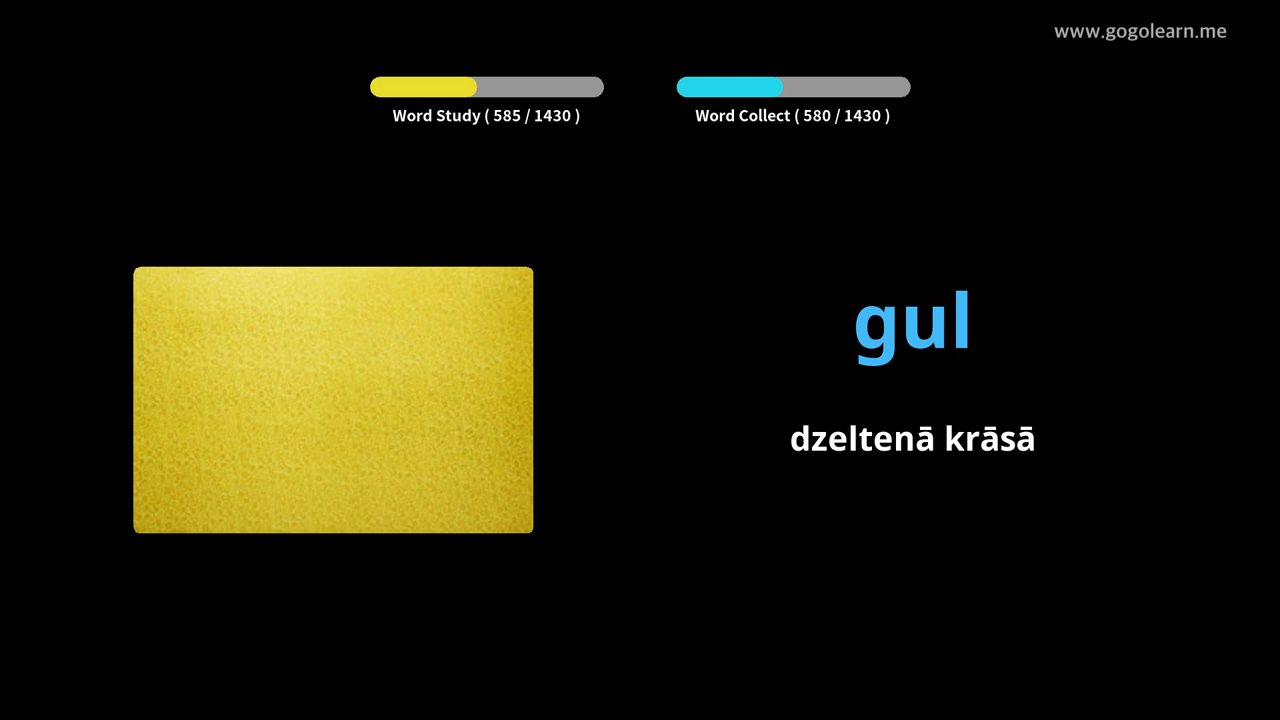 www.gogolearn.me
Word Study ( 585 / 1430 )
Word Collect ( 580 / 1430 )
gul
dzeltenā krāsā